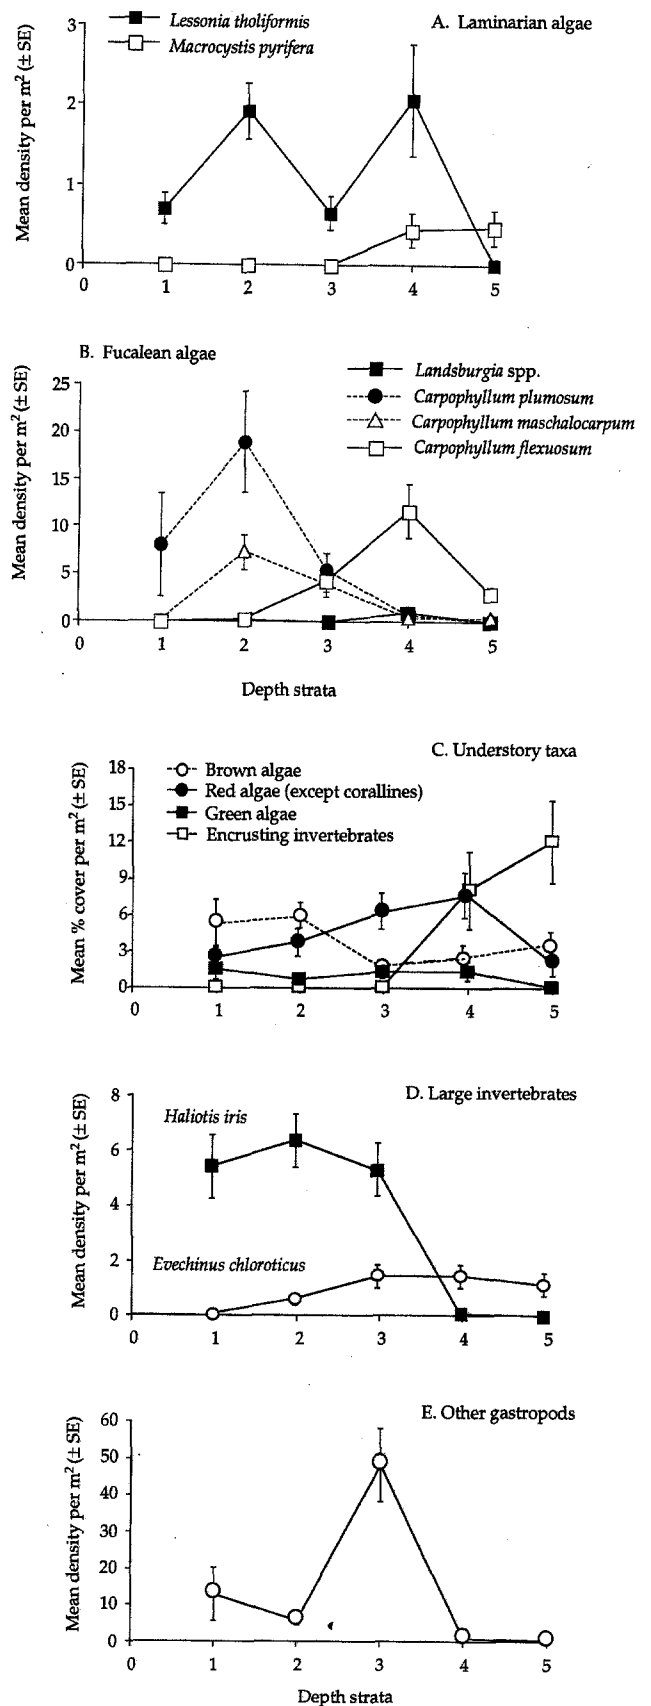 A. Laminarian algae
Lessonia tholiformis
Macrocystis pyrifera
Mean density per m² (± SE)
3
2
1
0
0 1 2 3 4 5
B. Fucalean algae
Landsburgia spp.
Carpophyllum plumosum
Carpophyllum maschalocarpum
Carpophyllum flexuosum
Mean density per m² (± SE)
25
20
15
10
5
0
0 1 2 3 4 5
Depth strata
C. Understory taxa
Brown algae
Red algae (except corallines)
Green algae
Encrusting invertebrates
Mean % cover per m² (± SE)
18
15
12
9
6
3
0
0 1 2 3 4 5
D. Large invertebrates
Haliotis iris
Evechinus chloroticus
Mean density per m² (± SE)
8
6
4
2
0
0 1 2 3 4 5
E. Other gastropods
Mean density per m² (± SE)
60
50
40
30
20
10
0
0 1 2 3 4 5
Depth strata